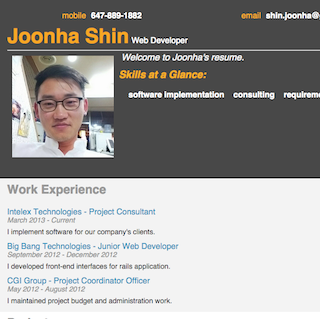 mobile 647-889-1882 email shin.joonha@
Joonha Shin Web Developer
Welcome to Joonha's resume.
Skills at a Glance:
software implementation consulting requireme
Work Experience
Intelex Technologies - Project Consultant
March 2013 - Current
I implement software for our company's clients.
Big Bang Technologies - Junior Web Developer
September 2012 - December 2012
I developed front-end interfaces for rails application.
CGI Group - Project Coordinator Officer
May 2012 - August 2012
I maintained project budget and administration work.